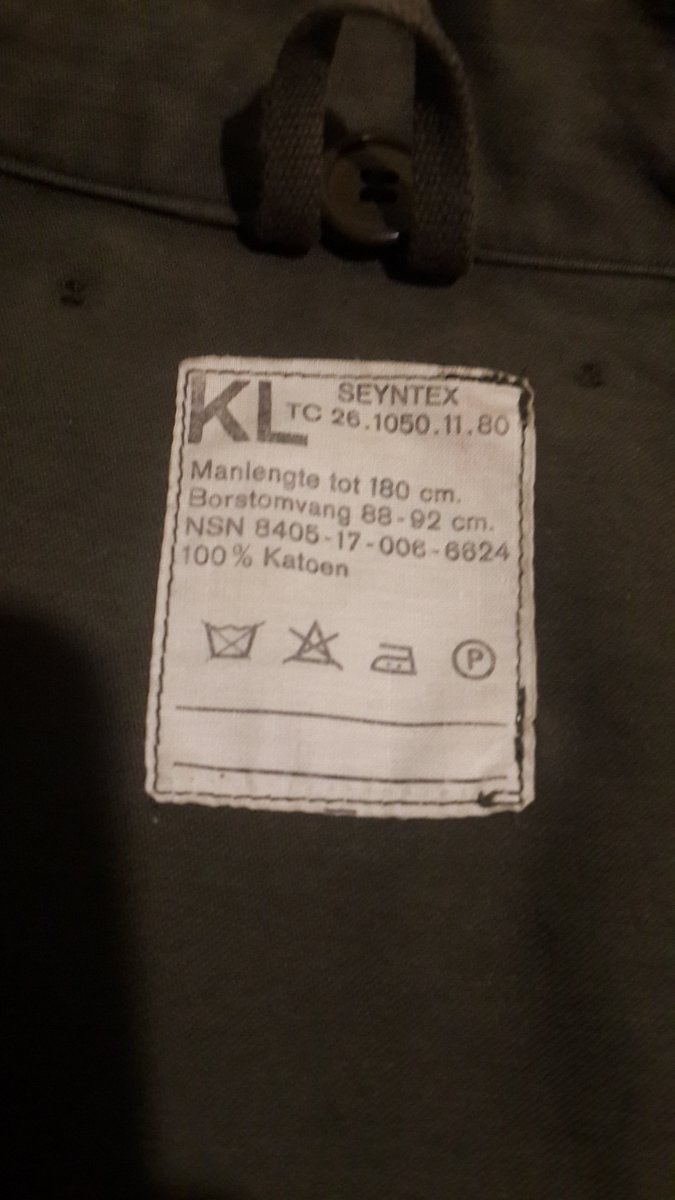 KL SEYNTEX
TC 26.1050.11.80
Manlengte tot 180 cm.
Borstomvang 88-92 cm.
NSN 8405-17-006-6624
100% Katoen
P